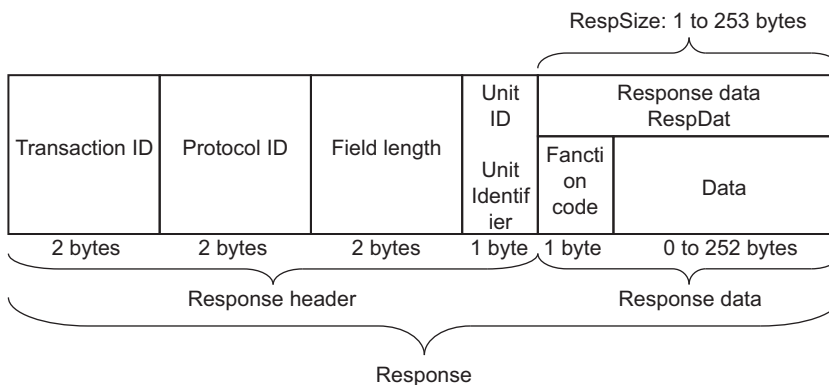 RespSize: 1 to 253 bytes
Transaction ID
Protocol ID
Field length
Unit
ID
Unit
Identif
ier
Response data
RespDat
Fancti
on
code
Data
2 bytes
2 bytes
2 bytes
1 byte
1 byte
0 to 252 bytes
Response header
Response data
Response